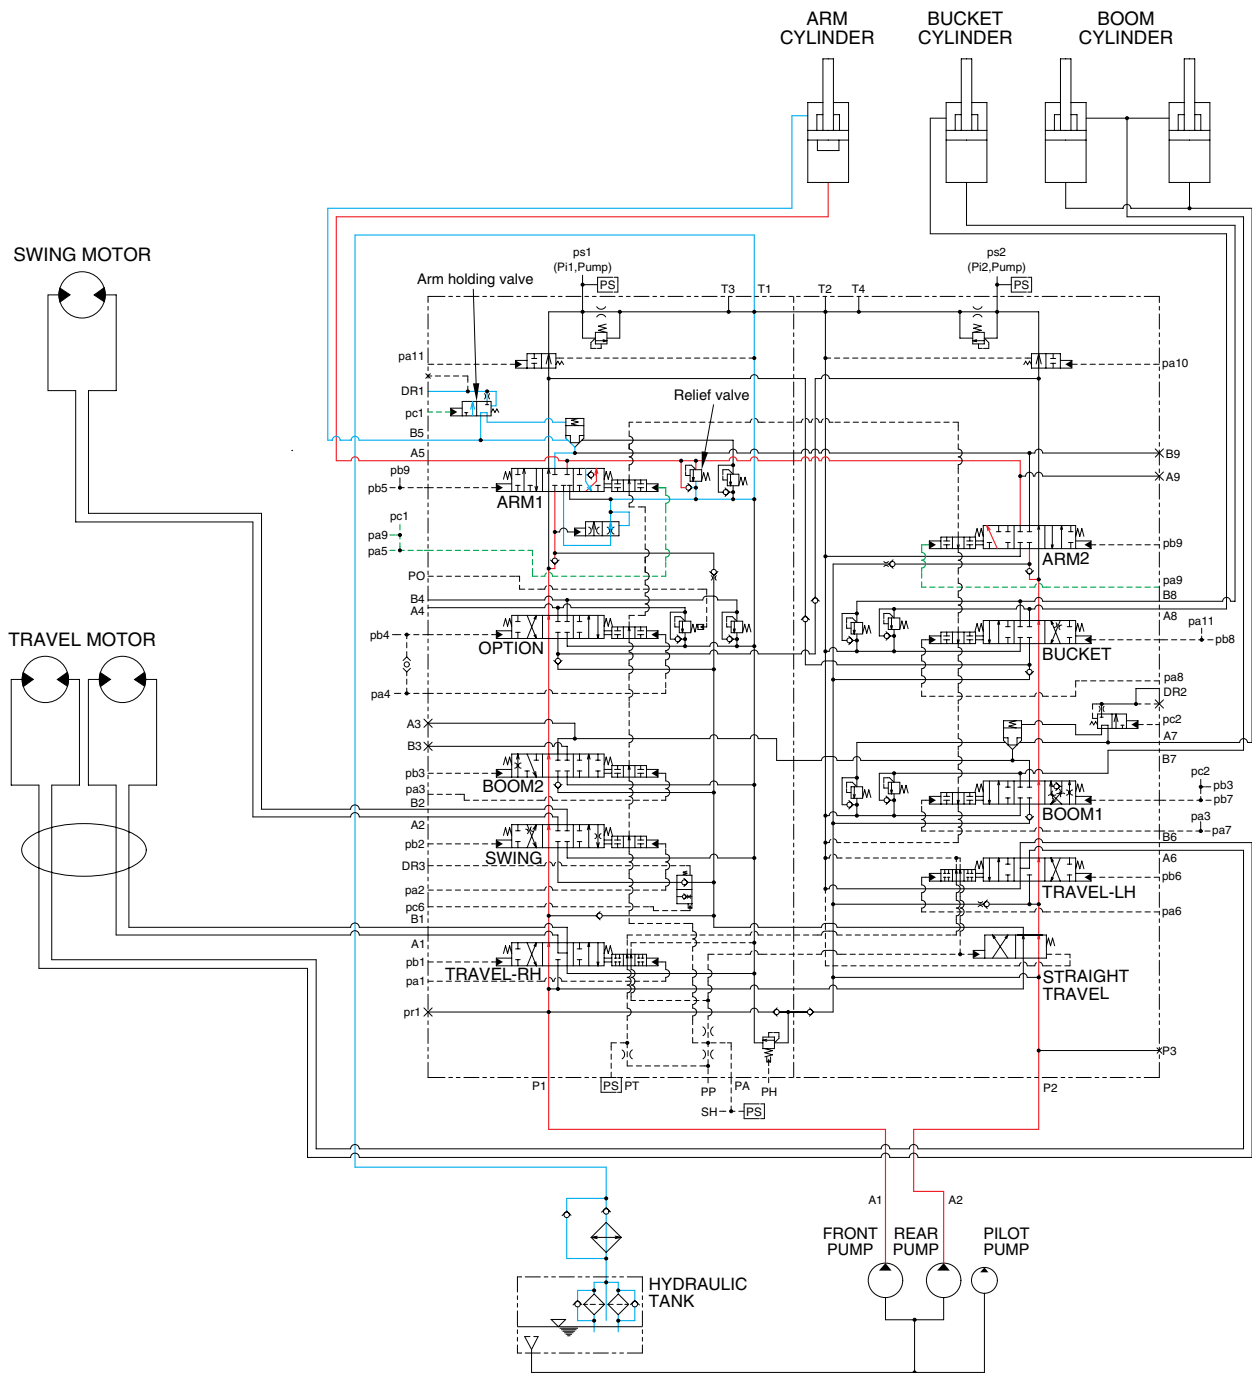 ARM
CYLINDER
BUCKET
CYLINDER
BOOM
CYLINDER
SWING MOTOR
TRAVEL MOTOR
ps1
(Pi1,Pump)
PS
ps2
(Pi2,Pump)
PS
Arm holding valve
T3
T1
T2
T4
pa11
pa10
DR1
pc1
Relief valve
B5
A5
B9
A9
pb9
pb5
ARM1
pc1
pa9
pa5
ARM2
pb9
pa9
PO
B4
A4
B8
A8
pb4
OPTION
BUCKET
pa11
pb8
pa4
pa8
DR2
A3
pc2
B3
A7
B7
pb3
BOOM2
pa3
B2
BOOM1
pc2
pb3
pb7
pa3
pa7
A2
B6
pb2
SWING
A6
DR3
TRAVEL-LH
pb6
pa2
pc6
B1
pa6
A1
pb1
TRAVEL-RH
pa1
STRAIGHT
TRAVEL
pr1
P3
P1
PS
PT
PP
PA
PH
P2
SH
PS
A1
A2
FRONT
PUMP
REAR
PUMP
PILOT
PUMP
HYDRAULIC
TANK